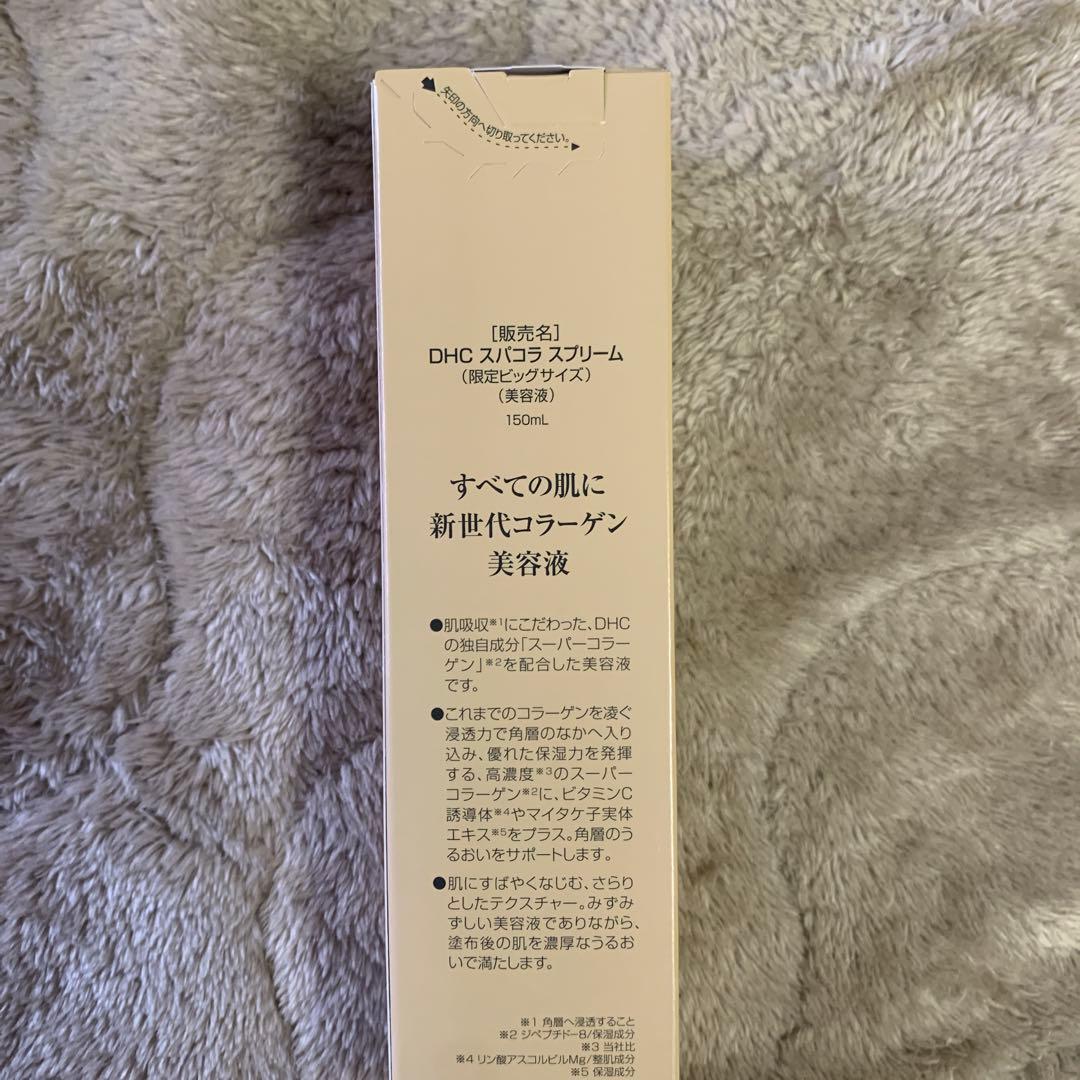 矢印の方向へ切り取ってください。
［販売名］
DHC スパコラ スプリーム
（限定ビッグサイズ）
（美容液）
150mL
すべての肌に
新世代コラーゲン
美容液
●肌吸収※1にこだわった、DHC
の独自成分「スーパーコラー
ゲン」※2を配合した美容液
です。
●これまでのコラーゲンを凌ぐ
浸透力で角層のなかへ入り
込み、優れた保湿力を発揮
する、高濃度※3のスーパー
コラーゲン※2に、ビタミンC
誘導体※4やマイタケ子実体
エキス※5をプラス。角層のう
るおいをサポートします。
●肌にすばやくなじむ、さらり
としたテクスチャー。みずみ
ずしい美容液でありながら、
塗布後の肌を濃厚なうるお
いで満たします。
※1 角層へ浸透すること
※2 ジペプチド-8/保湿成分
※3 当社比
※4 リン酸アスコルビルMg/整肌成分
※5 保湿成分